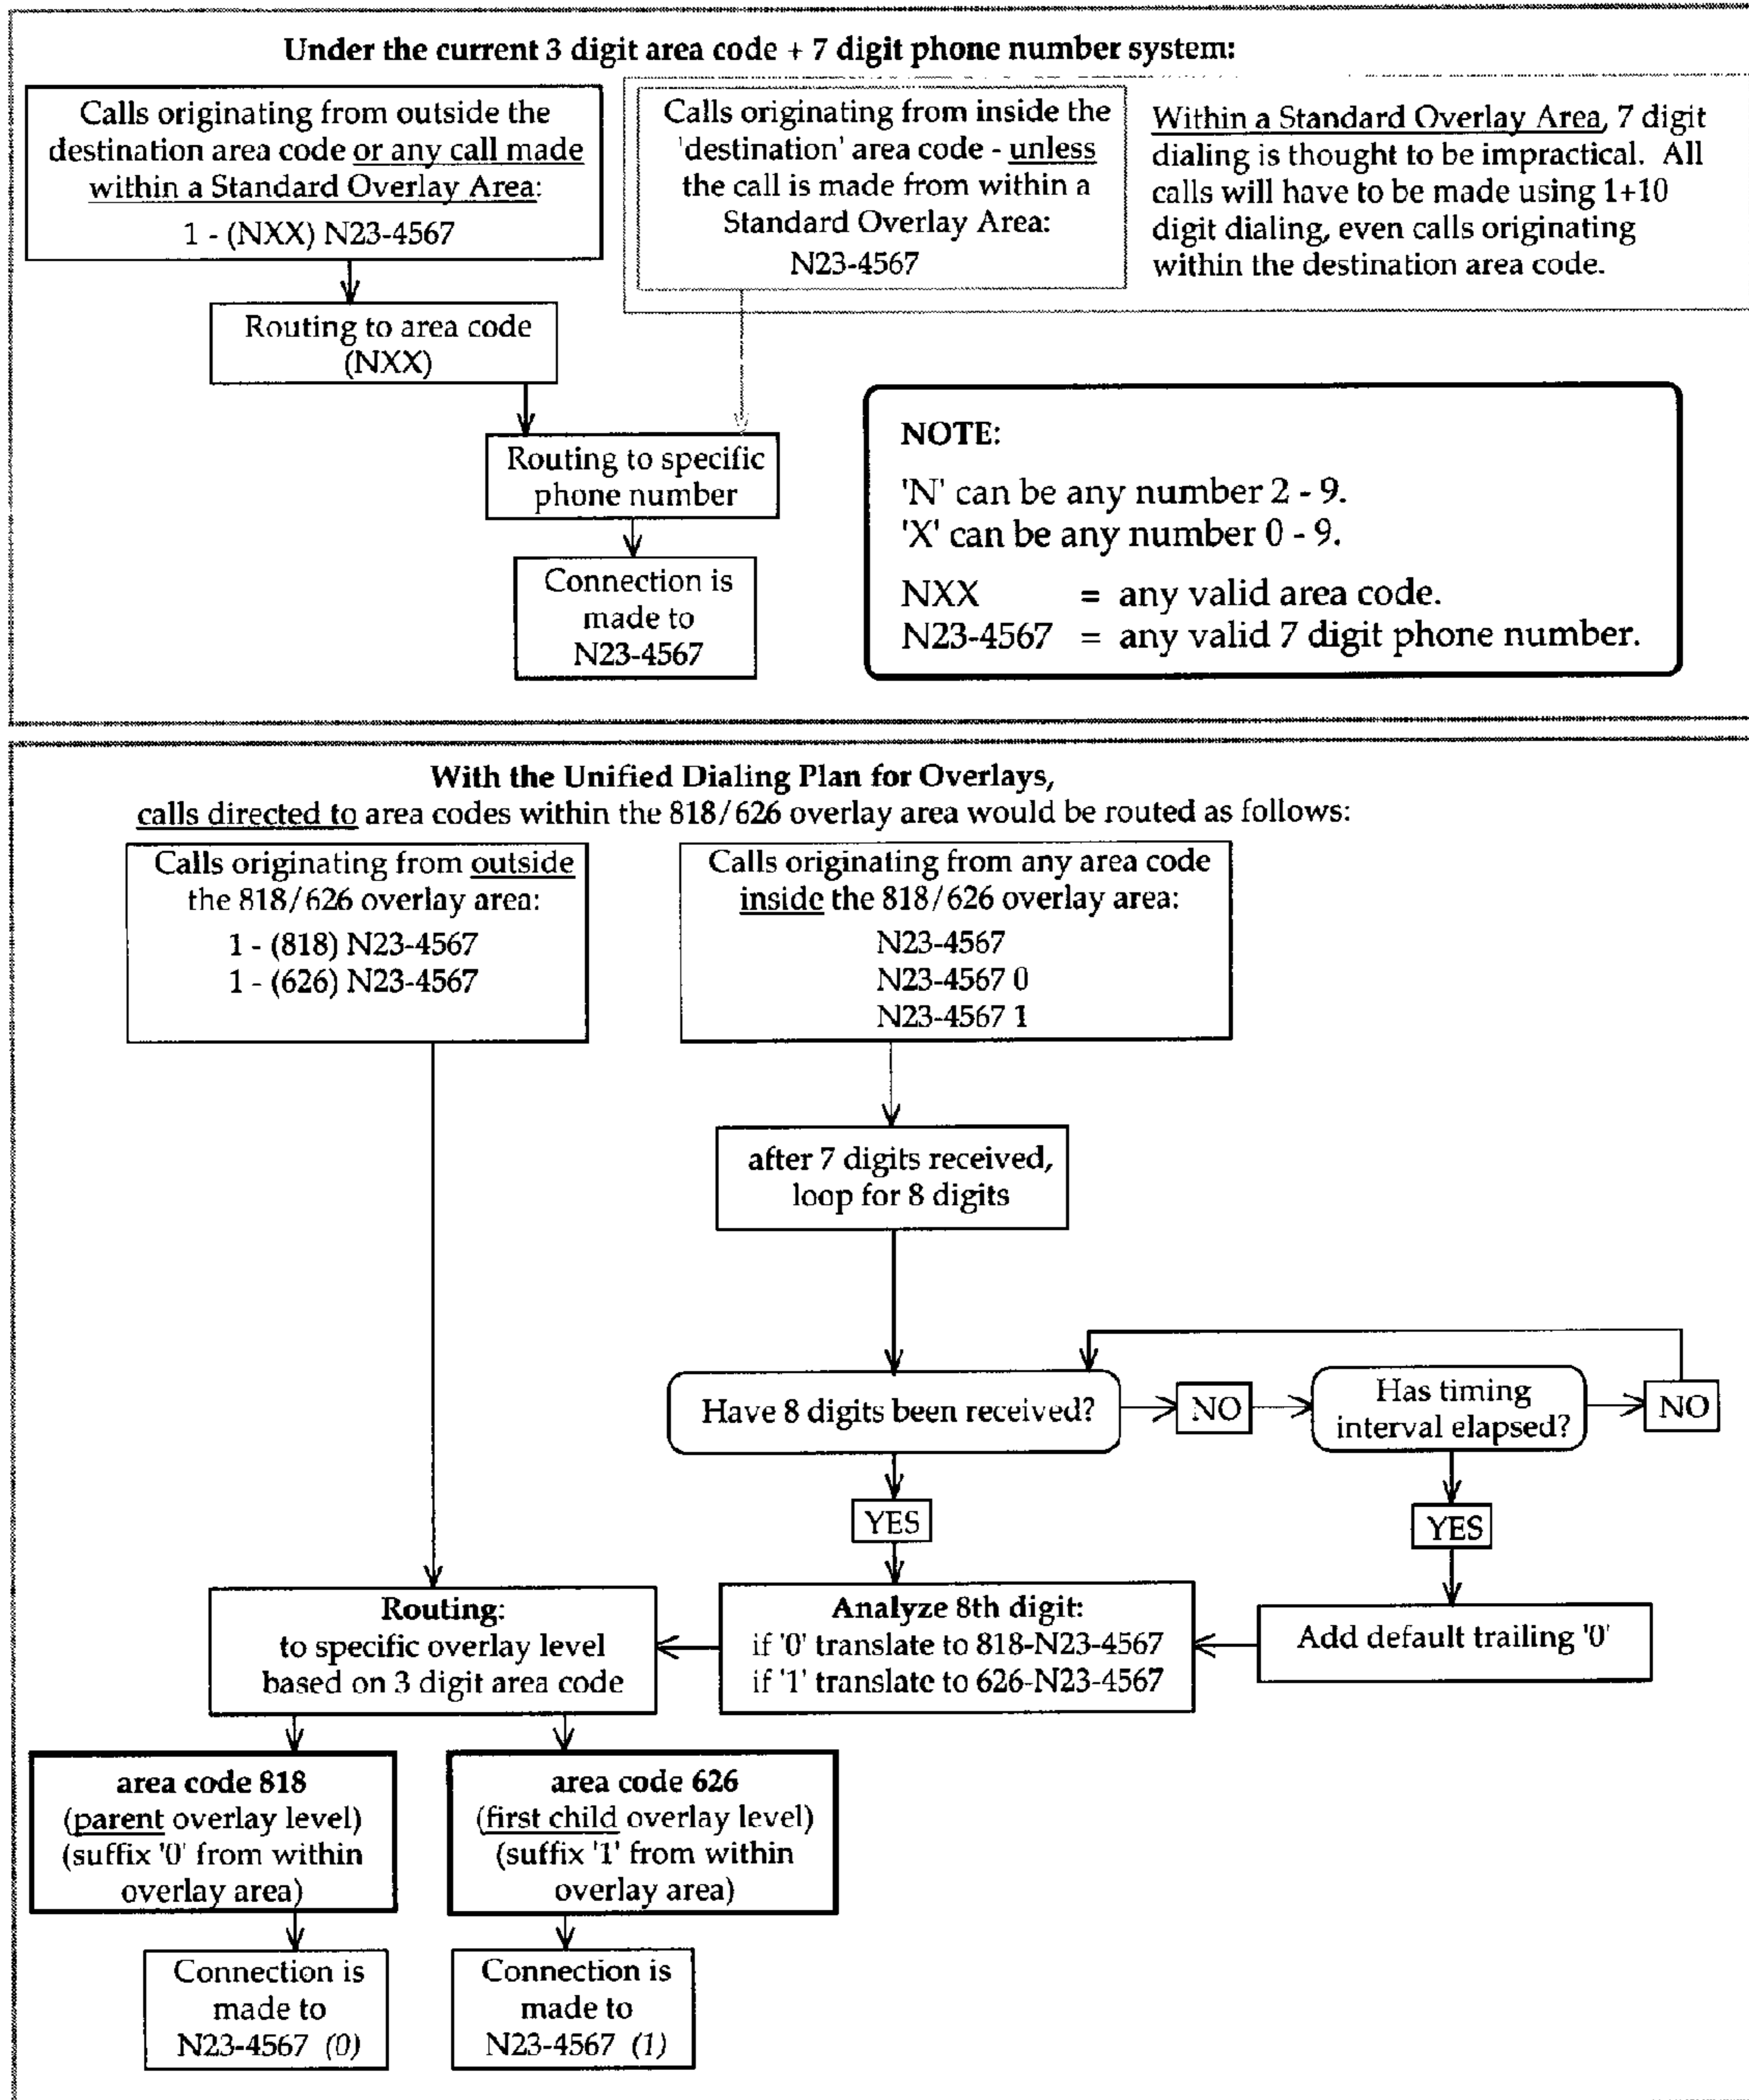 Under the current 3 digit area code + 7 digit phone number system:
Calls originating from outside the
destination area code or any call made
within a Standard Overlay Area:
1 - (NXX) N23-4567
Calls originating from inside the
'destination' area code - unless
the call is made from within a
Standard Overlay Area:
N23-4567
Within a Standard Overlay Area, 7 digit
dialing is thought to be impractical. All
calls will have to be made using 1+10
digit dialing, even calls originating
within the destination area code.
Routing to area code
(NXX)
Routing to specific
phone number
Connection is
made to
N23-4567
NOTE:
'N' can be any number 2 - 9.
'X' can be any number 0 - 9.
NXX = any valid area code.
N23-4567 = any valid 7 digit phone number.
With the Unified Dialing Plan for Overlays,
calls directed to area codes within the 818/626 overlay area would be routed as follows:
Calls originating from outside
the 818/626 overlay area:
1 - (818) N23-4567
1 - (626) N23-4567
Calls originating from any area code
inside the 818/626 overlay area:
N23-4567
N23-4567 0
N23-4567 1
after 7 digits received,
loop for 8 digits
Have 8 digits been received?
NO
Has timing
interval elapsed?
NO
YES
YES
Routing:
to specific overlay level
based on 3 digit area code
Analyze 8th digit:
if '0' translate to 818-N23-4567
if '1' translate to 626-N23-4567
Add default trailing '0'
area code 818
(parent overlay level)
(suffix '0' from within
overlay area)
area code 626
(first child overlay level)
(suffix '1' from within
overlay area)
Connection is
made to
N23-4567 (0)
Connection is
made to
N23-4567 (1)